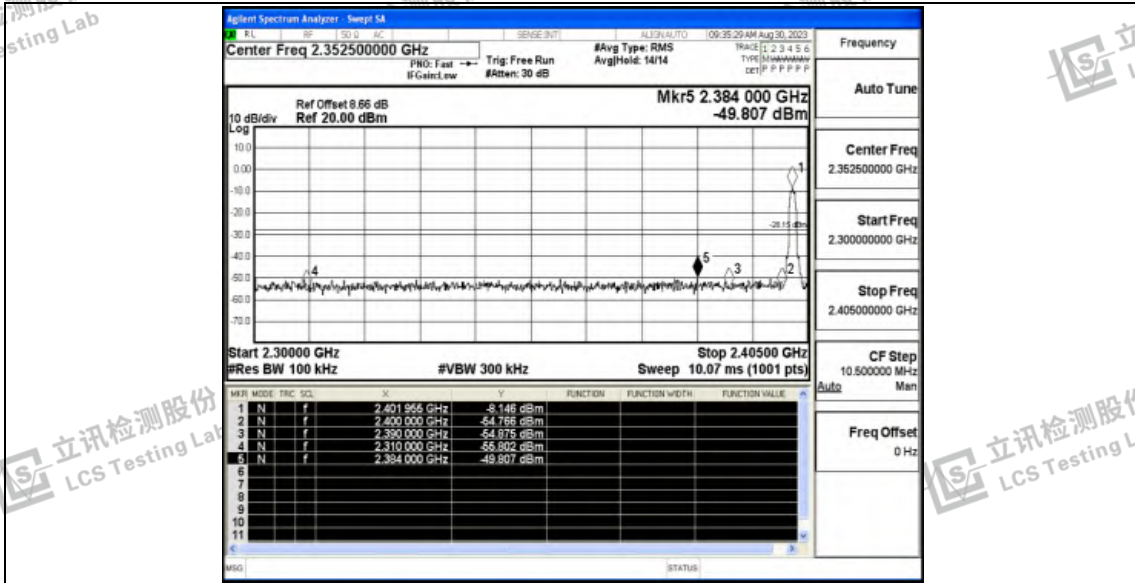 Agilent Spectrum Analyzer - Swept SA
RL RF 50 Ω AC SENSE:INT ALIGNAUTO 09:35:29 AM Aug 30, 2023
Center Freq 2.352500000 GHz
PNO: Fast
IFGain:Low
Trig: Free Run
#Atten: 30 dB
#Avg Type: RMS
Avg|Hold: 14/14
TRACE 1 2 3 4 5 6
TYPE
DET P P P P P P
Frequency
Auto Tune
Center Freq
2.352500000 GHz
Start Freq
2.300000000 GHz
Stop Freq
2.405000000 GHz
CF Step
10.500000 MHz
Auto Man
Freq Offset
0 Hz
Mkr5 2.384 000 GHz
-49.807 dBm
Ref Offset 8.66 dB
10 dB/div Ref 20.00 dBm
Log
10.0
0.00
-10.0
-20.0
-30.0
-40.0
-50.0
-60.0
-70.0
1
-28.15 dBm
4
5
3
2
Start 2.30000 GHz Stop 2.40500 GHz
#Res BW 100 kHz #VBW 300 kHz Sweep 10.07 ms (1001 pts)
MKR MODE TRC SCL X Y FUNCTION FUNCTION WIDTH FUNCTION VALUE
1 N f 2.401 955 GHz -8.146 dBm
2 N f 2.400 000 GHz -54.766 dBm
3 N f 2.390 000 GHz -54.875 dBm
4 N f 2.310 000 GHz -55.802 dBm
5 N f 2.384 000 GHz -49.807 dBm
6
7
8
9
10
11
MSG STATUS
立讯检测股份
LCS Testing Lab
立讯检测股份
LCS Testing L
esting Lab